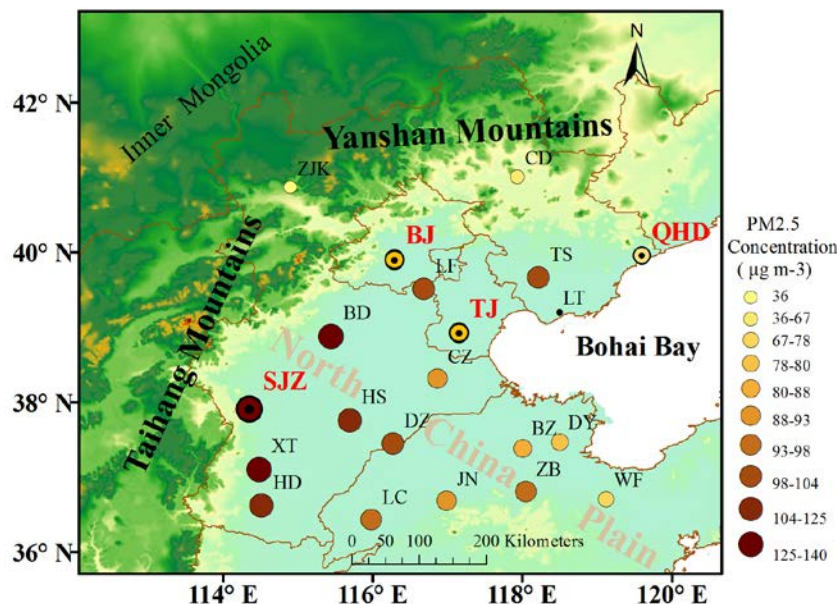 N
Inner Mongolia
42° N
Yanshan Mountains
ZJK
CD
40° N
BJ
QHD
LF
TS
Taihang Mountains
BD
TJ
LT
Bohai Bay
North
CZ
38° N
SJZ
HS
DZ
China
BZ
DY
XT
HD
JN
ZB
WF
LC
Plain
0 50 100 200 Kilometers
36° N
114° E
116° E
118° E
120° E
PM2.5
Concentration
( μg m-3)
36
36-67
67-78
78-80
80-88
88-93
93-98
98-104
104-125
125-140